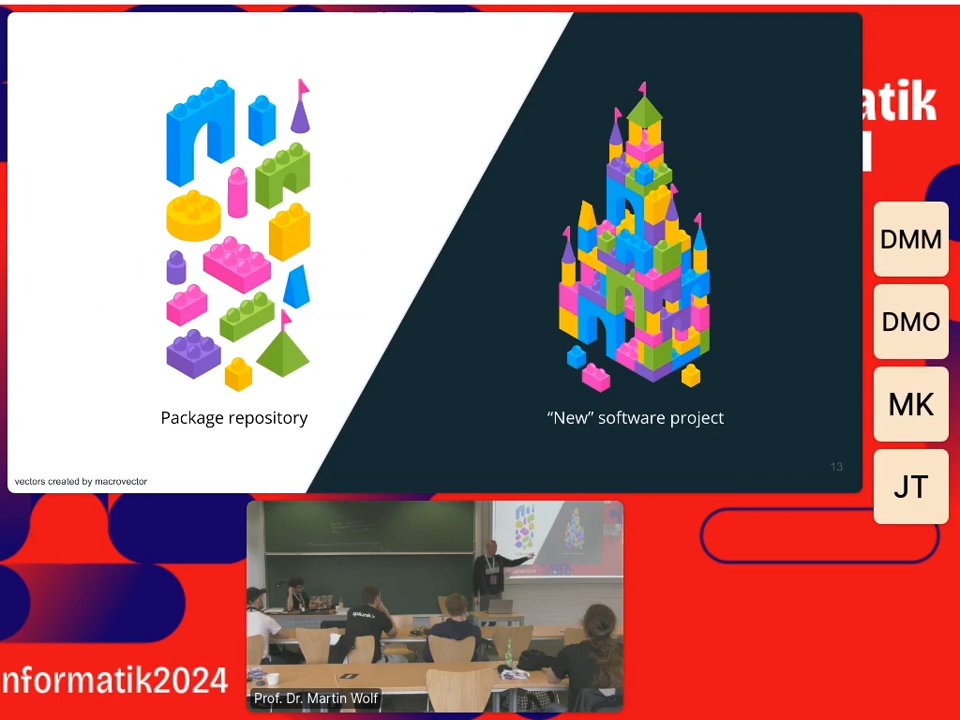 Package repository
“New” software project
13
vectors created by macrovector
atik
DMM
DMO
MK
JT
nformatik2024
Prof. Dr. Martin Wolf